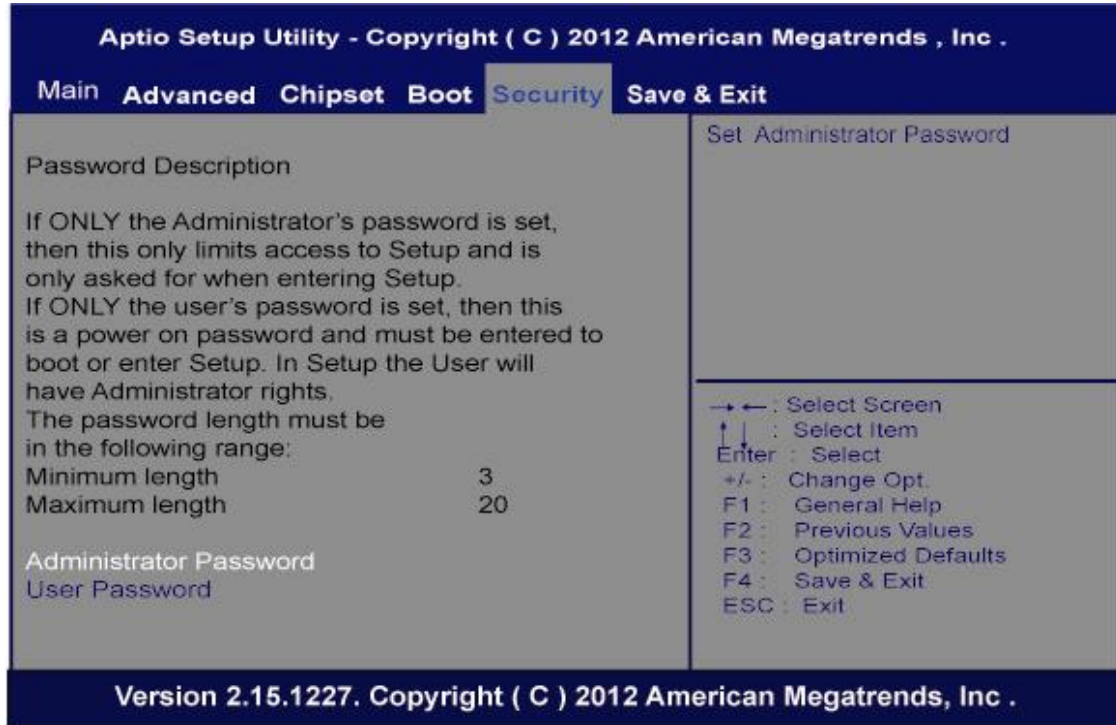 Aptio Setup Utility - Copyright ( C ) 2012 American Megatrends , Inc .
Main Advanced Chipset Boot Security Save & Exit
Password Description
If ONLY the Administrator's password is set,
then this only limits access to Setup and is
only asked for when entering Setup.
If ONLY the user's password is set, then this
is a power on password and must be entered to
boot or enter Setup. In Setup the User will
have Administrator rights.
The password length must be
in the following range:
Minimum length 3
Maximum length 20
Administrator Password
User Password
Set Administrator Password
→ ← : Select Screen
↑↓ : Select Item
Enter : Select
+/- : Change Opt.
F1 : General Help
F2 : Previous Values
F3 : Optimized Defaults
F4 : Save & Exit
ESC : Exit
Version 2.15.1227. Copyright ( C ) 2012 American Megatrends, Inc .